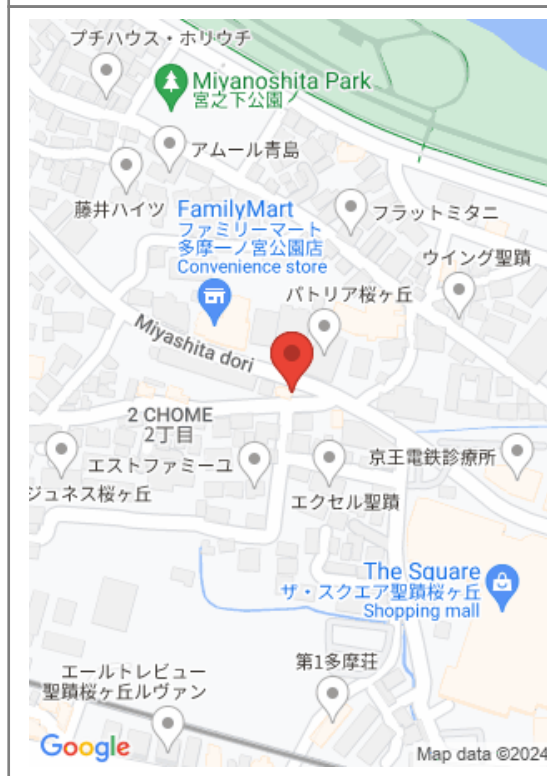 プチハウス・ホリウチ
Miyanoshita Park
宮之下公園
アムール青島
藤井ハイツ
FamilyMart
ファミリーマート
多摩一ノ宮公園店
Convenience store
フラットミタニ
ウイング聖蹟
パトリア桜ヶ丘
Miyashita dori
2 CHOME
2丁目
エストファミーユ
京王電鉄診療所
ジュネス桜ヶ丘
エクセル聖蹟
The Square
ザ・スクエア聖蹟桜ヶ丘
Shopping mall
第1多摩荘
エールトレビュー
聖蹟桜ヶ丘ルヴァン
Google
Map data ©2024